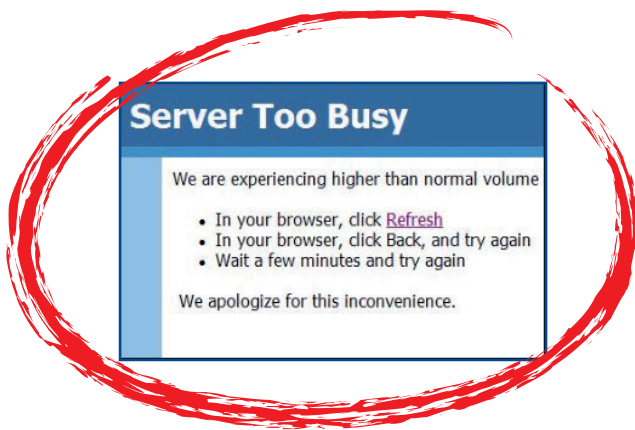 Server Too Busy
We are experiencing higher than normal volume
• In your browser, click Refresh
• In your browser, click Back, and try again
• Wait a few minutes and try again
We apologize for this inconvenience.